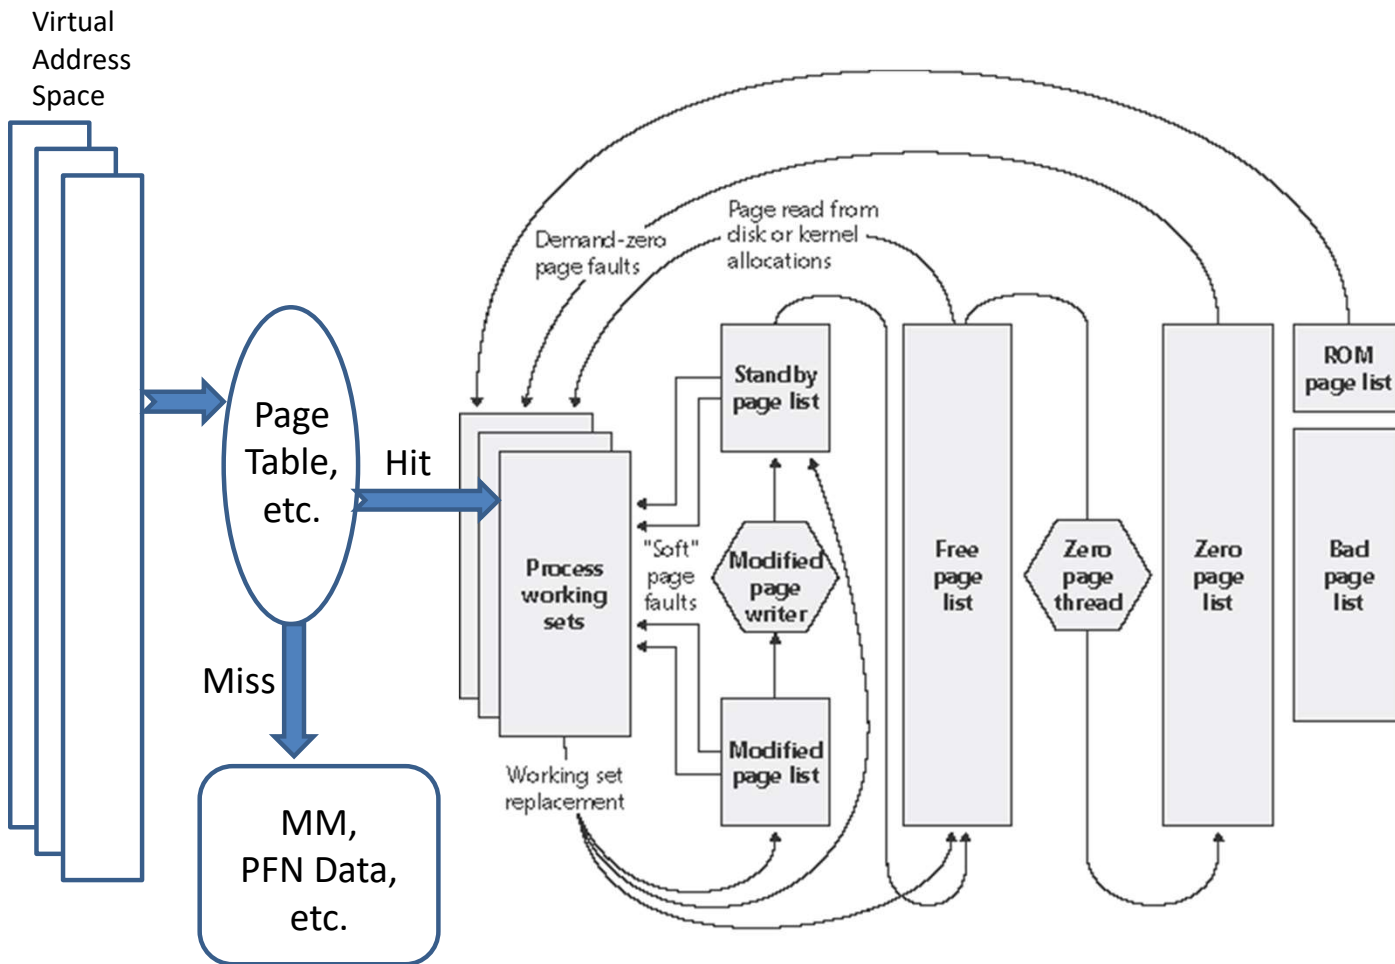 Virtual
Address
Space
Page
Table,
etc.
Hit
Miss
MM,
PFN Data,
etc.
Demand-zero
page faults
Page read from
disk or kernel
allocations
Standby
page list
"Soft"
page
faults
Process
working
sets
Modified
page
writer
Modified
page list
Working set
replacement
Free
page
list
Zero
page
thread
Zero
page
list
ROM
page list
Bad
page
list